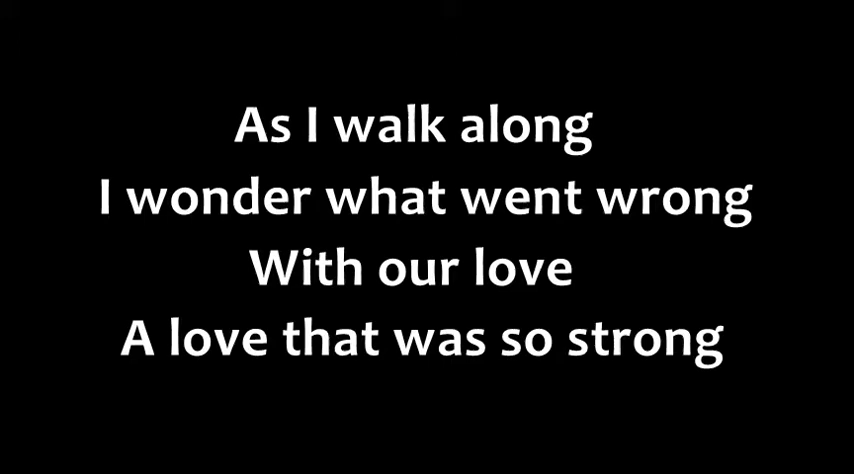 As I walk along
I wonder what went wrong
With our love
A love that was so strong